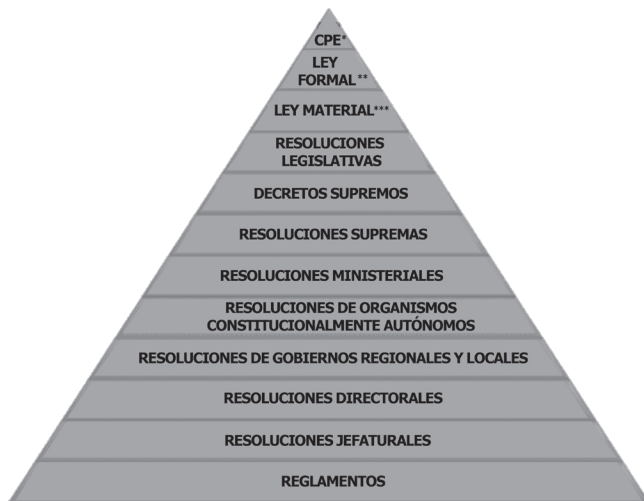 CPE*
LEY
FORMAL**
LEY MATERIAL***
RESOLUCIONES
LEGISLATIVAS
DECRETOS SUPREMOS
RESOLUCIONES SUPREMAS
RESOLUCIONES MINISTERIALES
RESOLUCIONES DE ORGANISMOS
CONSTITUCIONALMENTE AUTÓNOMOS
RESOLUCIONES DE GOBIERNOS REGIONALES Y LOCALES
RESOLUCIONES DIRECTORALES
RESOLUCIONES JEFATURALES
REGLAMENTOS